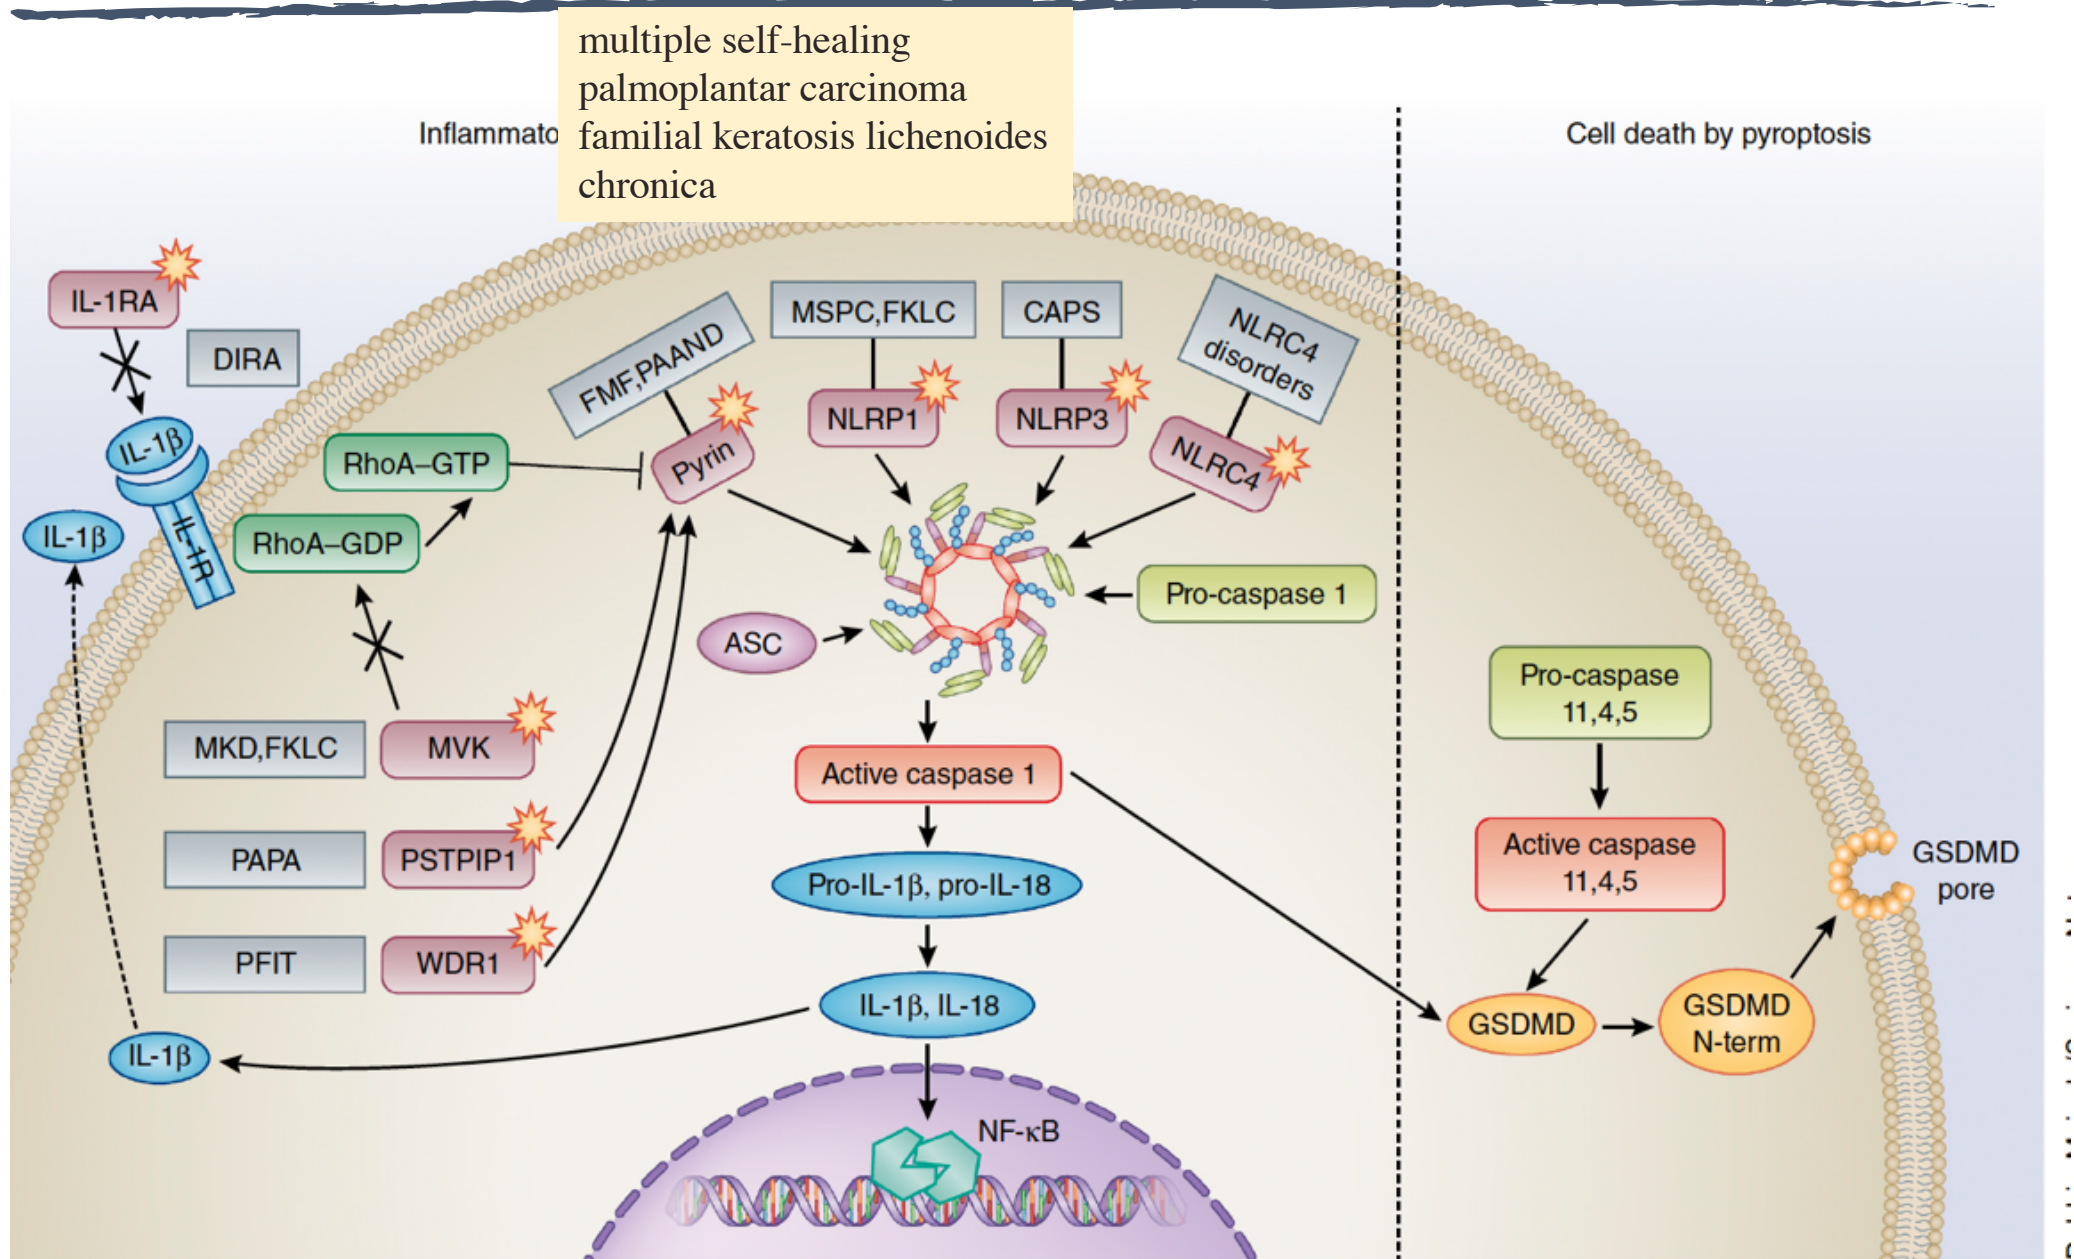 multiple self-healing
palmoplantar carcinoma
familial keratosis lichenoides
chronica
Cell death by pyroptosis
IL-1RA
DIRA
IL-1β
IL-1R
IL-1β
RhoA–GTP
RhoA–GDP
FMF,PAAND
Pyrin
MSPC,FKLC
NLRP1
CAPS
NLRP3
NLRC4
disorders
NLRC4
ASC
Pro-caspase 1
MKD,FKLC
MVK
PAPA
PSTPIP1
PFIT
WDR1
Active caspase 1
Pro-IL-1β, pro-IL-18
IL-1β, IL-18
IL-1β
NF-κB
Pro-caspase
11,4,5
Active caspase
11,4,5
GSDMD
GSDMD
N-term
GSDMD
pore